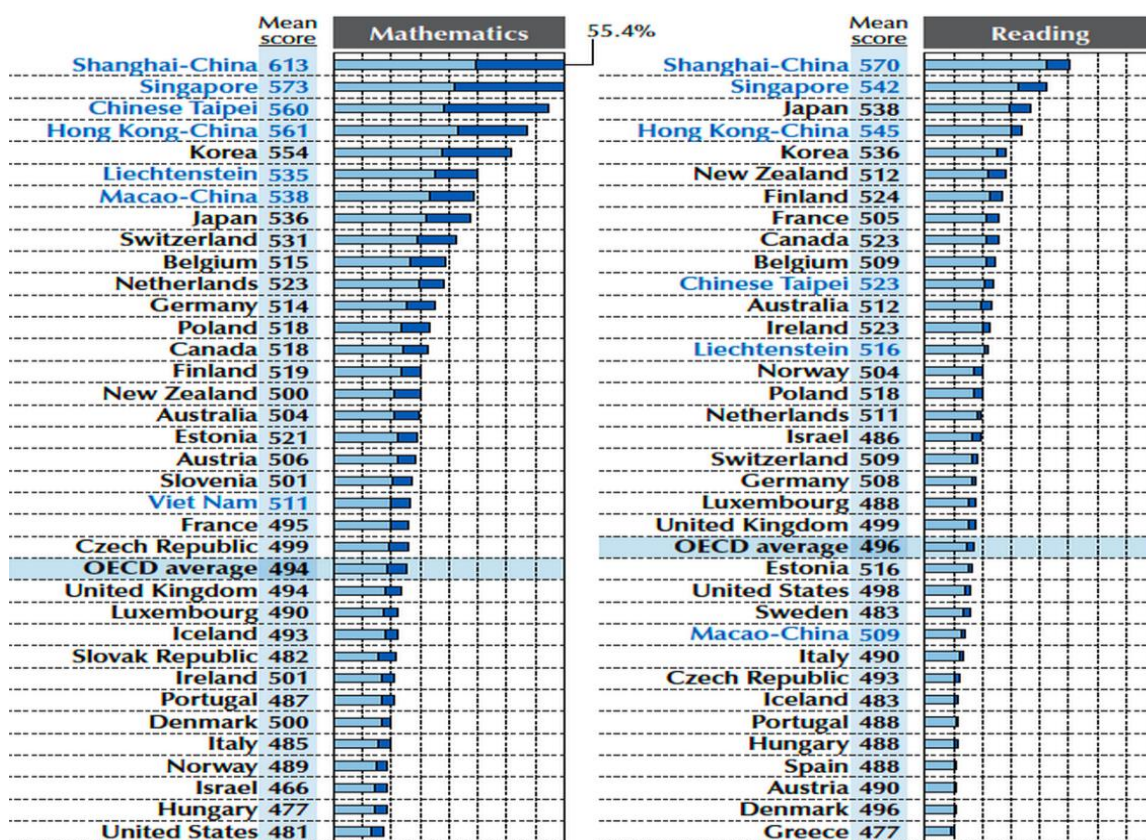 Mean score Mathematics
55.4%
Shanghai-China 613
Singapore 573
Chinese Taipei 560
Hong Kong-China 561
Korea 554
Liechtenstein 535
Macao-China 538
Japan 536
Switzerland 531
Belgium 515
Netherlands 523
Germany 514
Poland 518
Canada 518
Finland 519
New Zealand 500
Australia 504
Estonia 521
Austria 506
Slovenia 501
Viet Nam 511
France 495
Czech Republic 499
OECD average 494
United Kingdom 494
Luxembourg 490
Iceland 493
Slovak Republic 482
Ireland 501
Portugal 487
Denmark 500
Italy 485
Norway 489
Israel 466
Hungary 477
United States 481
Mean score Reading
Shanghai-China 570
Singapore 542
Japan 538
Hong Kong-China 545
Korea 536
New Zealand 512
Finland 524
France 505
Canada 523
Belgium 509
Chinese Taipei 523
Australia 512
Ireland 523
Liechtenstein 516
Norway 504
Poland 518
Netherlands 511
Israel 486
Switzerland 509
Germany 508
Luxembourg 488
United Kingdom 499
OECD average 496
Estonia 516
United States 498
Sweden 483
Macao-China 509
Italy 490
Czech Republic 493
Iceland 483
Portugal 488
Hungary 488
Spain 488
Austria 490
Denmark 496
Greece 477